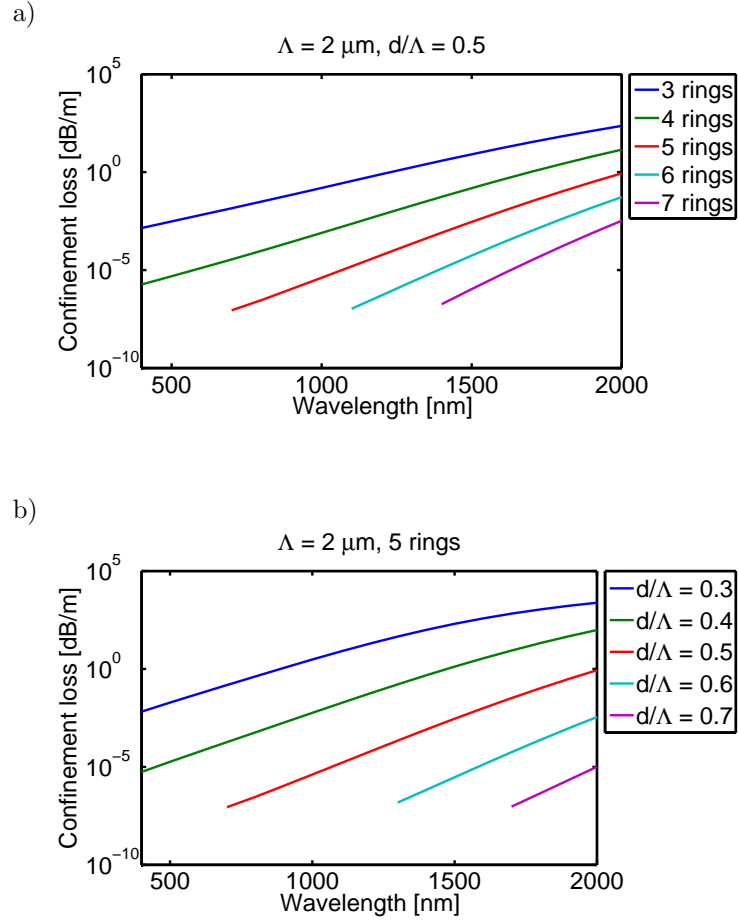 a)
Λ = 2 μm, d/Λ = 0.5
Confinement loss [dB/m]
10^5
10^0
10^−5
10^−10
500 1000 1500 2000
Wavelength [nm]
3 rings
4 rings
5 rings
6 rings
7 rings
b)
Λ = 2 μm, 5 rings
Confinement loss [dB/m]
10^5
10^0
10^−5
10^−10
500 1000 1500 2000
Wavelength [nm]
d/Λ = 0.3
d/Λ = 0.4
d/Λ = 0.5
d/Λ = 0.6
d/Λ = 0.7